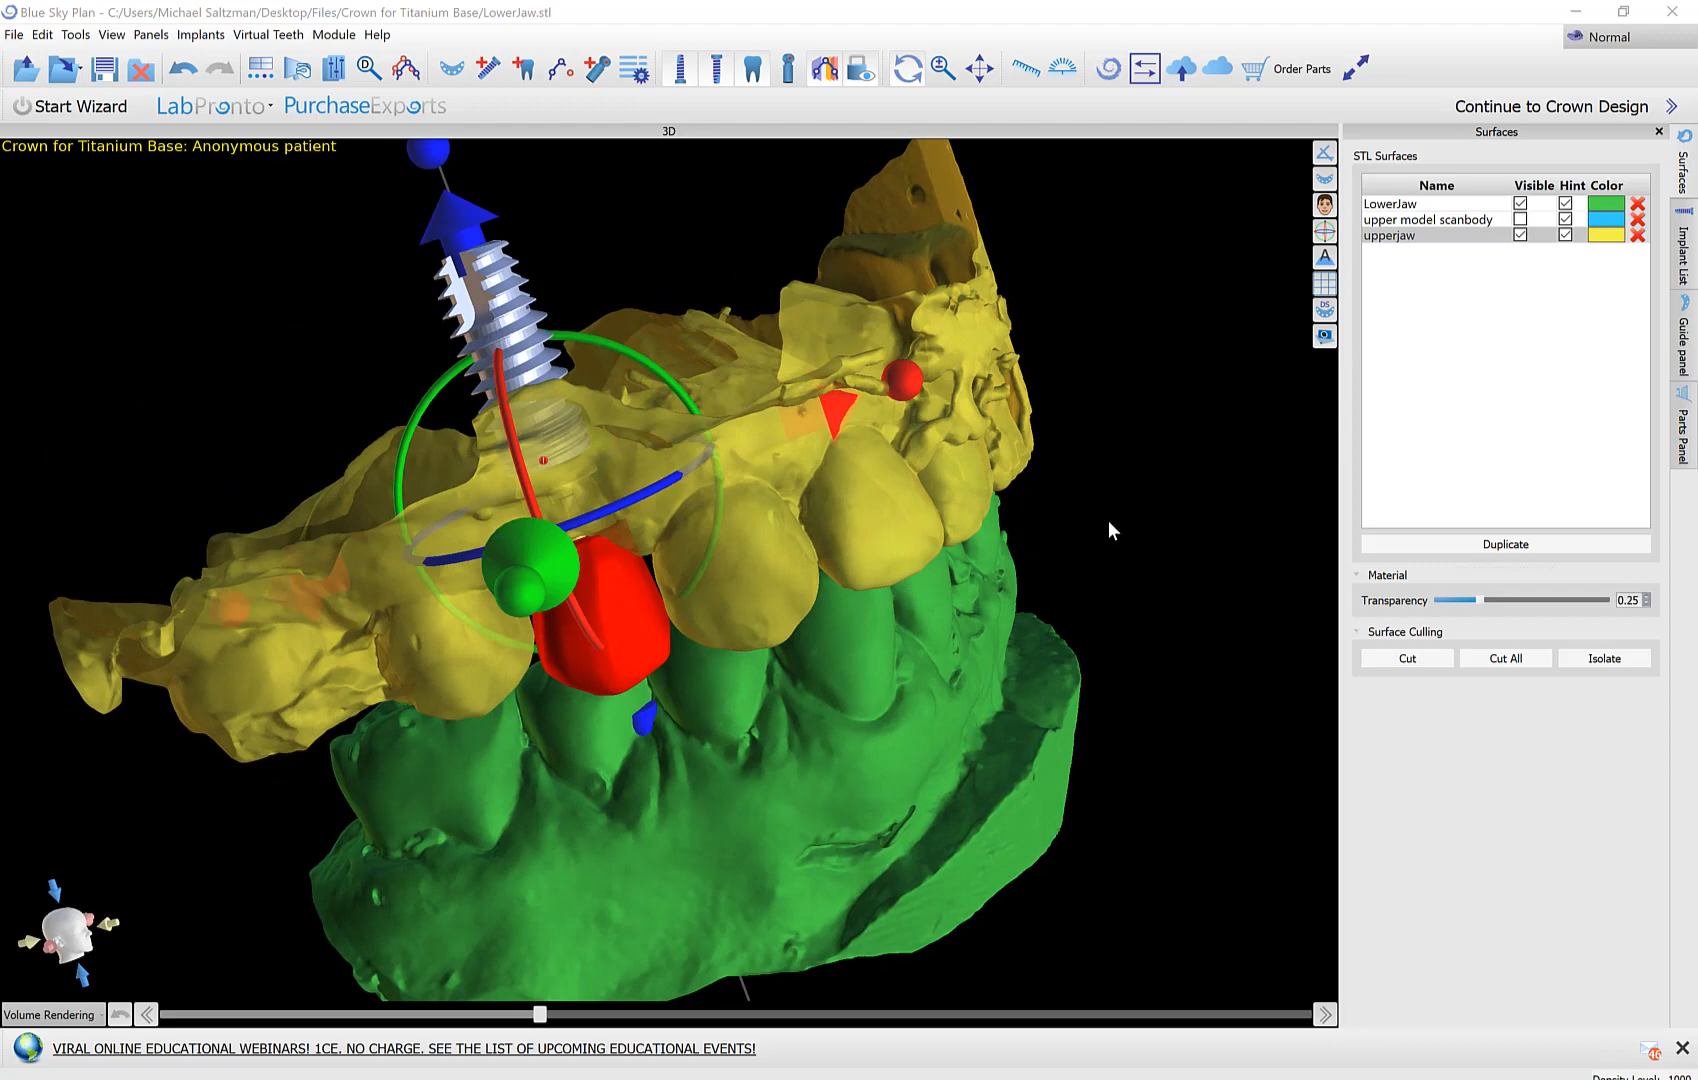 Blue Sky Plan - C:/Users/Michael Saltzman/Desktop/Files/Crown for Titanium Base/LowerJaw.stl
File Edit Tools View Panels Implants Virtual Teeth Module Help
Normal
Order Parts
Start Wizard LabPronto PurchaseExports Continue to Crown Design
3D
Surfaces
Crown for Titanium Base: Anonymous patient
STL Surfaces
Name Visible Hint Color
LowerJaw
upper model scanbody
upperjaw
Duplicate
Material
Transparency 0.25
Surface Culling
Cut Cut All Isolate
Surfaces
Implant List
Guide panel
Parts Panel
A
DS
D
Volume Rendering
VIRAL ONLINE EDUCATIONAL WEBINARS! 1CE. NO CHARGE. SEE THE LIST OF UPCOMING EDUCATIONAL EVENTS!
46